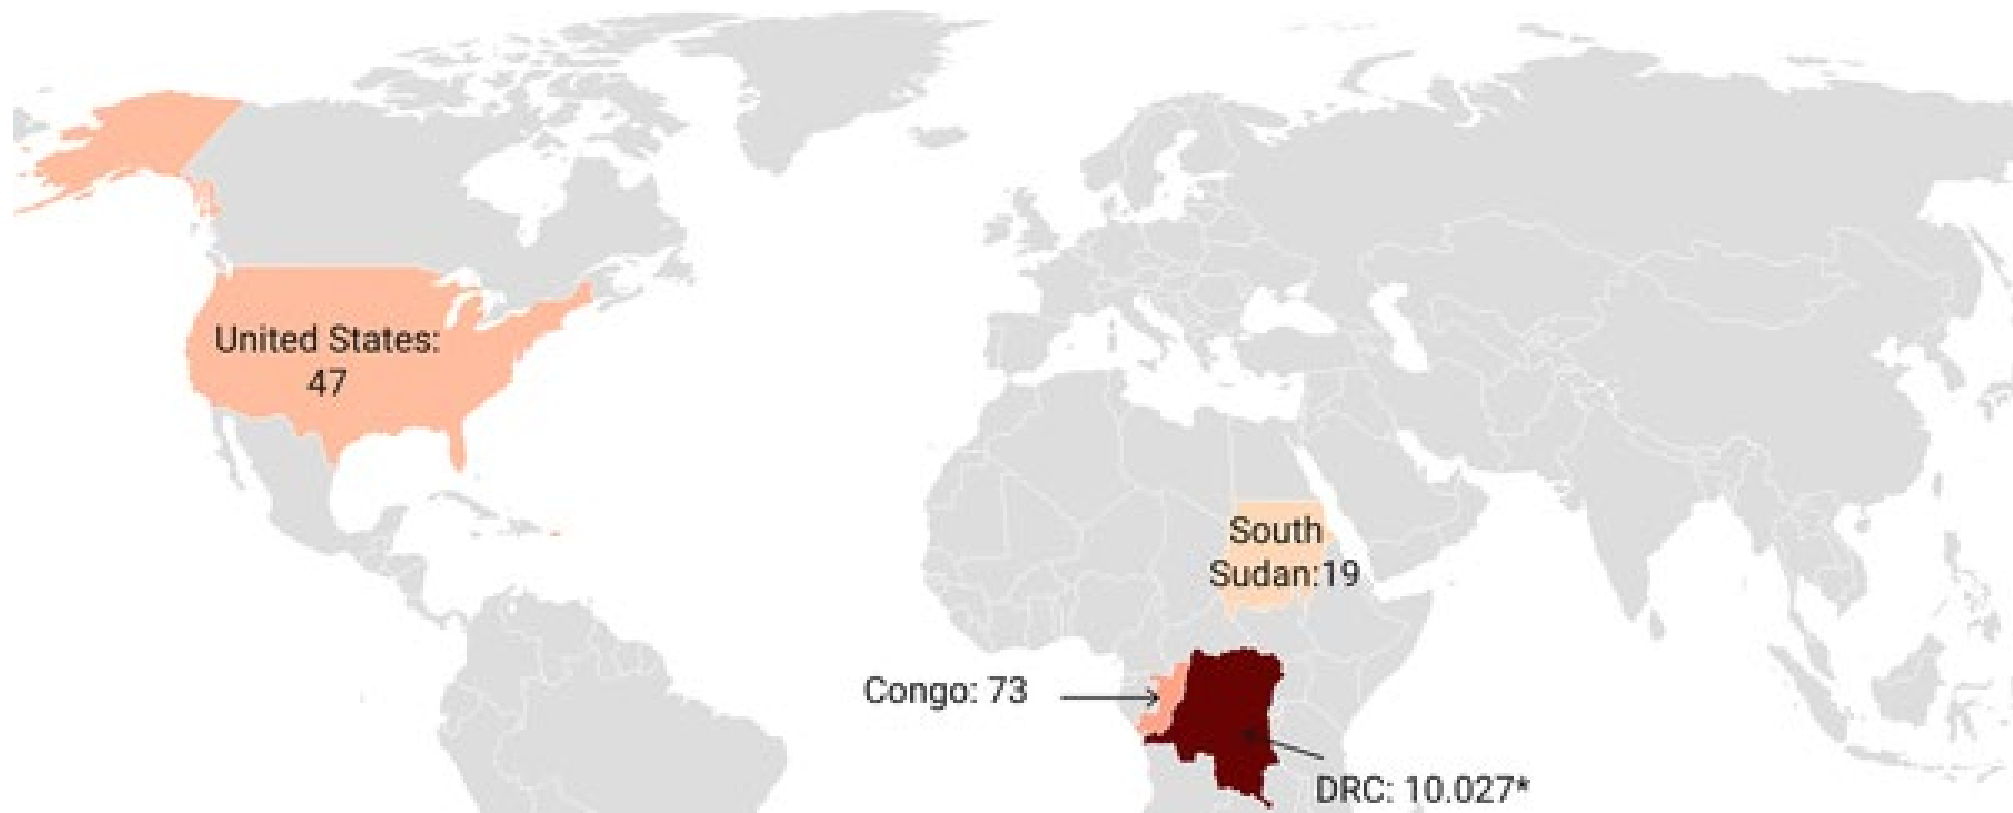 United States:
47
South
Sudan:19
Congo: 73
DRC: 10.027*